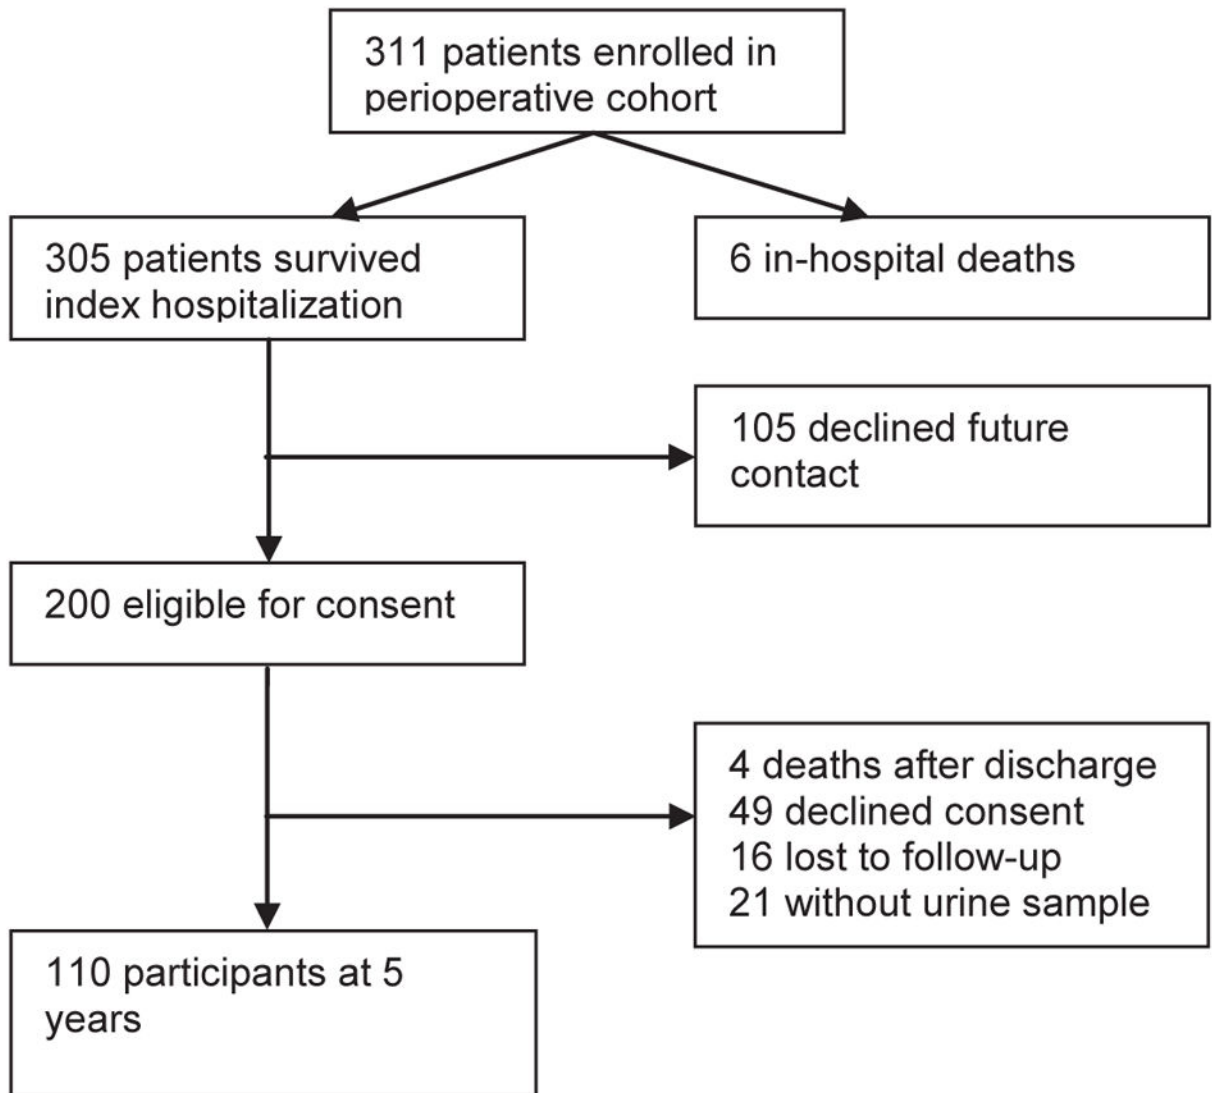 311 patients enrolled in
perioperative cohort
305 patients survived
index hospitalization
6 in-hospital deaths
105 declined future
contact
200 eligible for consent
4 deaths after discharge
49 declined consent
16 lost to follow-up
21 without urine sample
110 participants at 5
years